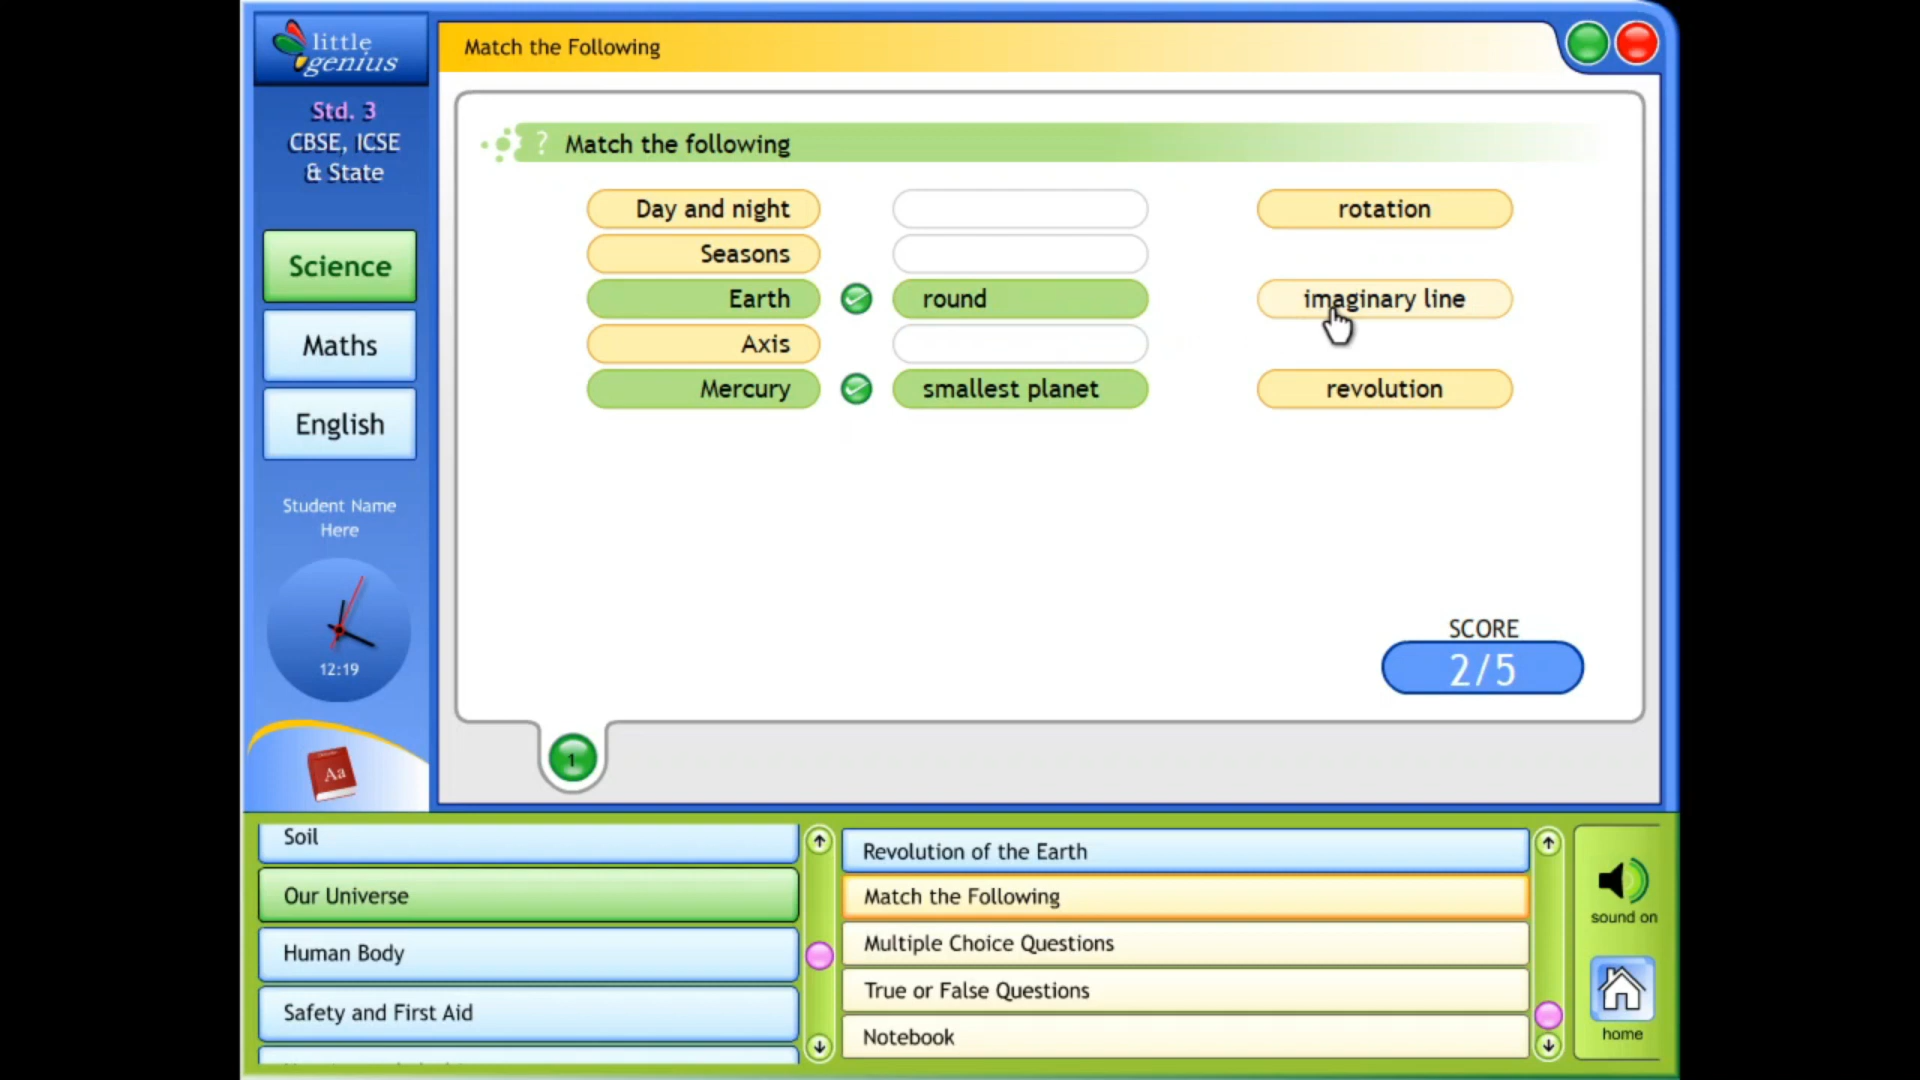 little
genius
Std. 3
CBSE, ICSE
& State
Science
Maths
English
Student Name
Here
12:19
Aa
Match the Following
? Match the following
Day and night
rotation
Seasons
Earth
round
imaginary line
Axis
Mercury
smallest planet
revolution
SCORE
2/5
1
Soil
Our Universe
Human Body
Safety and First Aid
Revolution of the Earth
Match the Following
Multiple Choice Questions
True or False Questions
Notebook
sound on
home